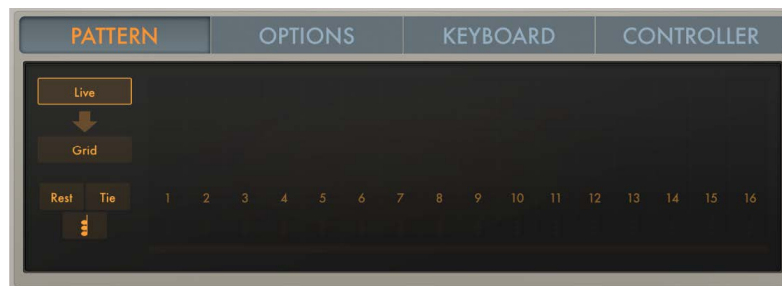 PATTERN OPTIONS KEYBOARD CONTROLLER
Live
Grid
Rest Tie 1 2 3 4 5 6 7 8 9 10 11 12 13 14 15 16